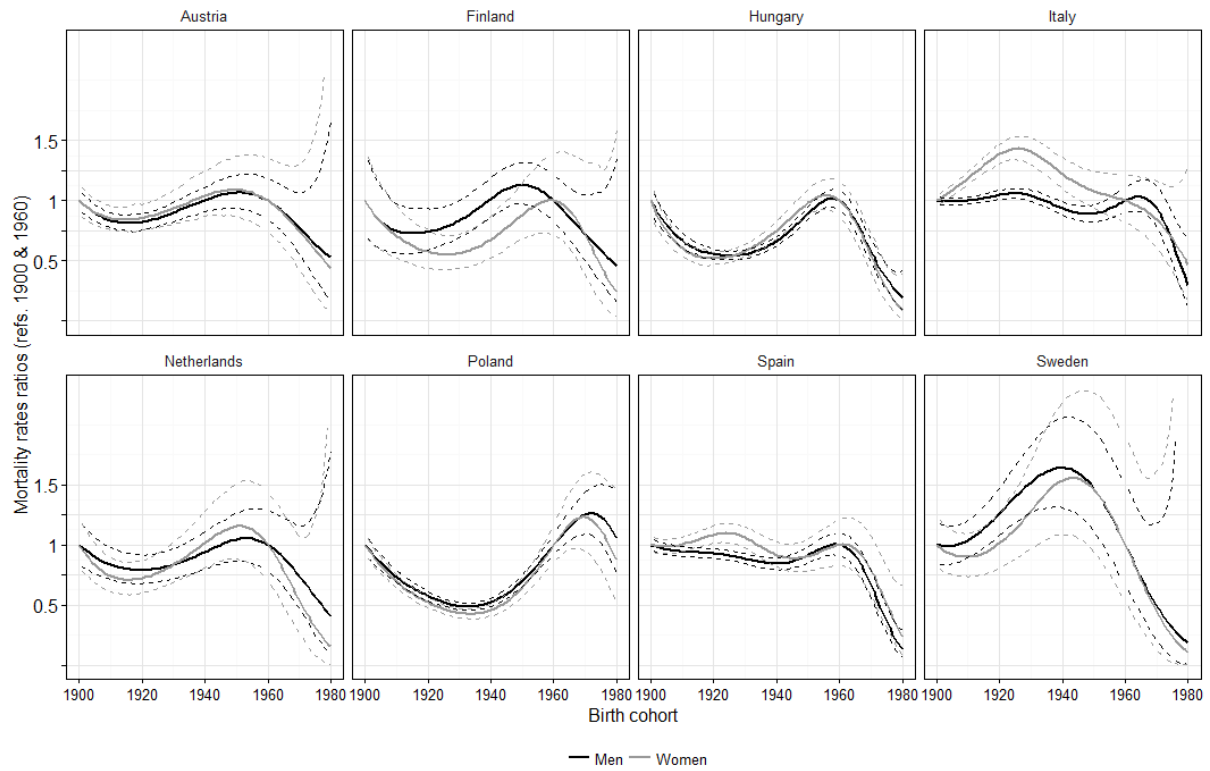 Austria Finland Hungary Italy
1.5
1
0.5
Netherlands Poland Spain Sweden
1.5
1
0.5
1900 1920 1940 1960 1980 1900 1920 1940 1960 1980 1900 1920 1940 1960 1980 1900 1920 1940 1960 1980
Mortality rates ratios (refs. 1900 & 1960)
Birth cohort
Men Women